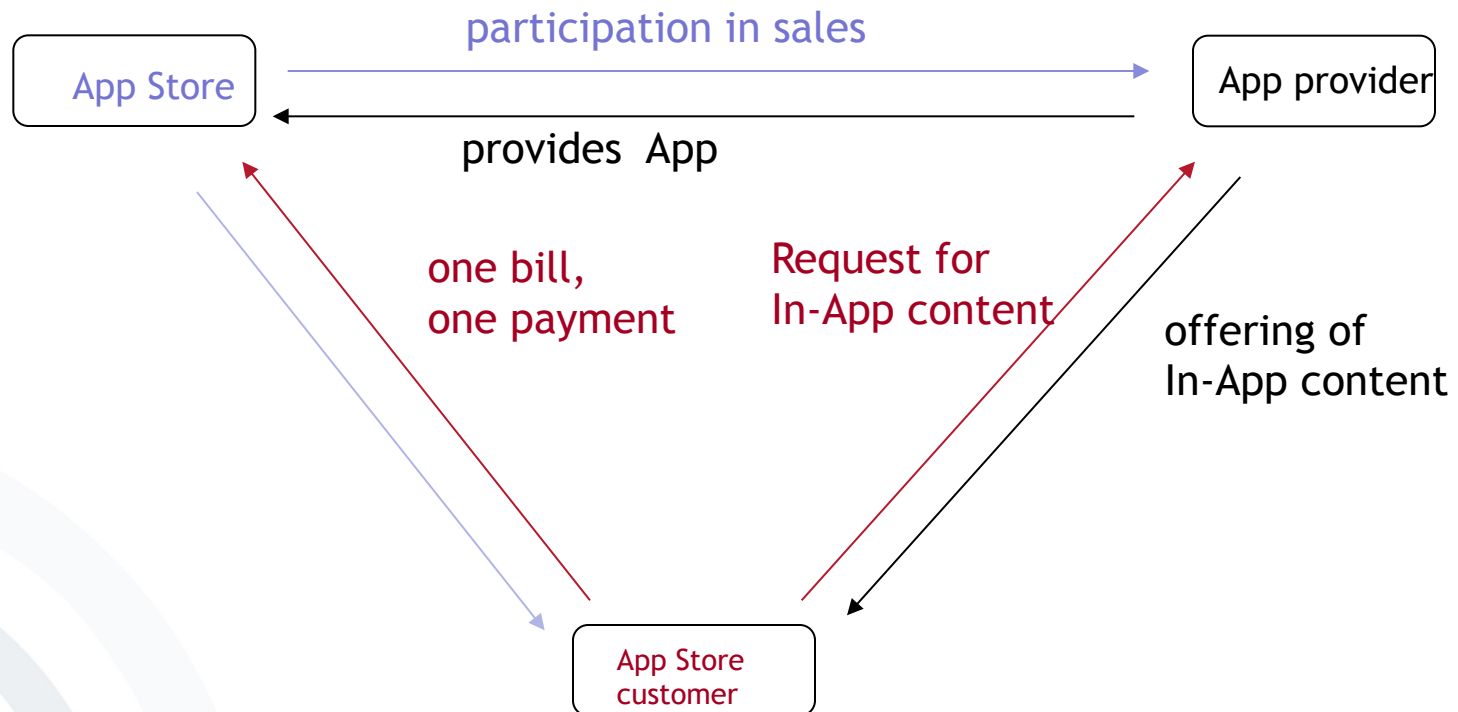 participation in sales
App Store
App provider
provides App
one bill,
one payment
Request for
In-App content
offering of
In-App content
App Store
customer